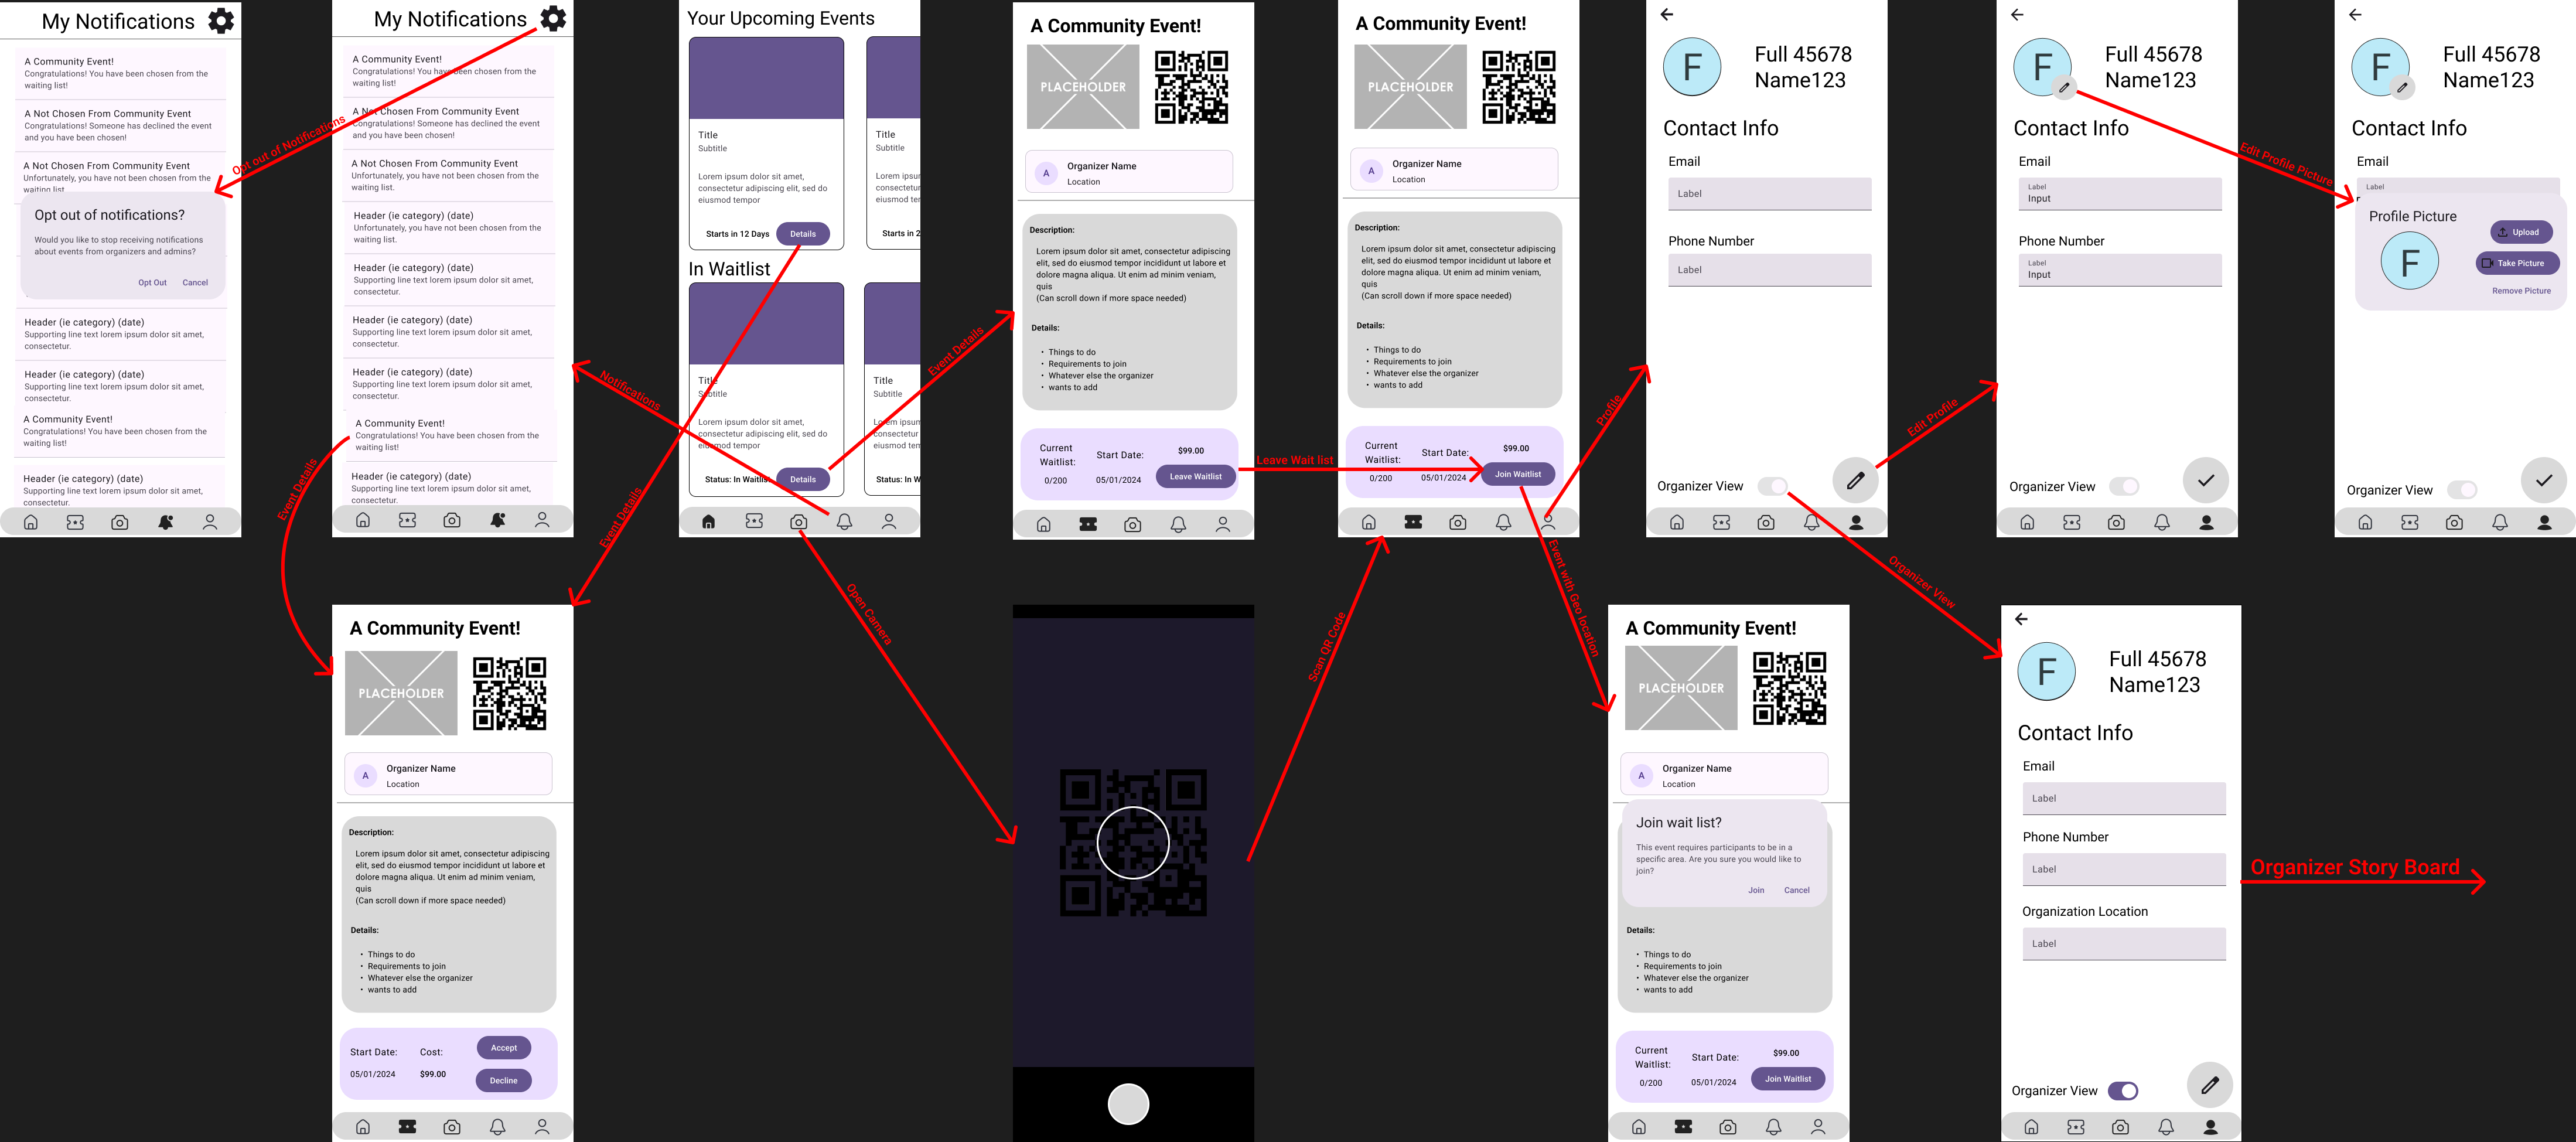 My Notifications
A Community Event!
Congratulations! You have been chosen from the
waiting list!
A Not Chosen From Community Event
Congratulations! Someone has declined the event
and you have been chosen!
A Not Chosen From Community Event
Unfortunately, you have not been chosen from the
waiting list.
Opt out of notifications?
Would you like to stop receiving notifications
about events from organizers and admins?
Opt Out
Cancel
Header (ie category) (date)
Supporting line text lorem ipsum dolor sit amet,
consectetur.
Header (ie category) (date)
Supporting line text lorem ipsum dolor sit amet,
consectetur.
A Community Event!
Congratulations! You have been chosen from the
waiting list!
Header (ie category) (date)
Supporting line text lorem ipsum dolor sit amet,
consectetur.
Opt out of Notifications
My Notifications
A Community Event!
Congratulations! You have been chosen from the
waiting list!
A Not Chosen From Community Event
Congratulations! Someone has declined the event
and you have been chosen!
A Not Chosen From Community Event
Unfortunately, you have not been chosen from the
waiting list.
Header (ie category) (date)
Unfortunately, you have not been chosen from the
waiting list.
Header (ie category) (date)
Supporting line text lorem ipsum dolor sit amet,
consectetur.
Header (ie category) (date)
Supporting line text lorem ipsum dolor sit amet,
consectetur.
Header (ie category) (date)
Supporting line text lorem ipsum dolor sit amet,
consectetur.
A Community Event!
Congratulations! You have been chosen from the
waiting list!
Header (ie category) (date)
Supporting line text lorem ipsum dolor sit amet,
consectetur.
Event Details
Notifications
Event Details
Your Upcoming Events
Title
Subtitle
Lorem ipsum dolor sit amet,
consectetur adipiscing elit, sed do
eiusmod tempor
Starts in 12 Days
Details
Title
Subtitle
Lorem ipsu
consectetur
eiusmod ter
Starts in 2
In Waitlist
Title
Subtitle
Lorem ipsum dolor sit amet,
consectetur adipiscing elit, sed do
eiusmod tempor
Status: In Waitlis
Details
Title
Subtitle
Lorem ipsum
consectetur
eiusmod tem
Status: In W
Event Details
Open Camera
A Community Event!
PLACEHOLDER
A
Organizer Name
Location
Description:
Lorem ipsum dolor sit amet, consectetur adipiscing
elit, sed do eiusmod tempor incididunt ut labore et
dolore magna aliqua. Ut enim ad minim veniam,
quis
(Can scroll down if more space needed)
Details:
• Things to do
• Requirements to join
• Whatever else the organizer
• wants to add
Current
Waitlist:
0/200
Start Date:
05/01/2024
$99.00
Leave Waitlist
Leave Wait list
A Community Event!
PLACEHOLDER
A
Organizer Name
Location
Description:
Lorem ipsum dolor sit amet, consectetur adipiscing
elit, sed do eiusmod tempor incididunt ut labore et
dolore magna aliqua. Ut enim ad minim veniam,
quis
(Can scroll down if more space needed)
Details:
• Things to do
• Requirements to join
• Whatever else the organizer
• wants to add
Current
Waitlist:
0/200
Start Date:
05/01/2024
$99.00
Join Waitlist
Scan QR Code
Event with Geo location
Profile
F
Full 45678
Name123
Contact Info
Email
Label
Phone Number
Label
Organizer View
Edit Profile
Organizer View
F
Full 45678
Name123
Contact Info
Email
Label
Input
Phone Number
Label
Input
Organizer View
Edit Profile Picture
F
Full 45678
Name123
Contact Info
Email
Label
Profile Picture
F
Upload
Take Picture
Remove Picture
Organizer View
A Community Event!
PLACEHOLDER
A
Organizer Name
Location
Description:
Lorem ipsum dolor sit amet, consectetur adipiscing
elit, sed do eiusmod tempor incididunt ut labore et
dolore magna aliqua. Ut enim ad minim veniam,
quis
(Can scroll down if more space needed)
Details:
• Things to do
• Requirements to join
• Whatever else the organizer
• wants to add
Start Date:
05/01/2024
Cost:
$99.00
Accept
Decline
A Community Event!
PLACEHOLDER
A
Organizer Name
Location
Join wait list?
This event requires participants to be in a
specific area. Are you sure you would like to
join?
Join
Cancel
Details:
• Things to do
• Requirements to join
• Whatever else the organizer
• wants to add
Current
Waitlist:
0/200
Start Date:
05/01/2024
$99.00
Join Waitlist
F
Full 45678
Name123
Contact Info
Email
Label
Phone Number
Label
Organization Location
Label
Organizer View
Organizer Story Board